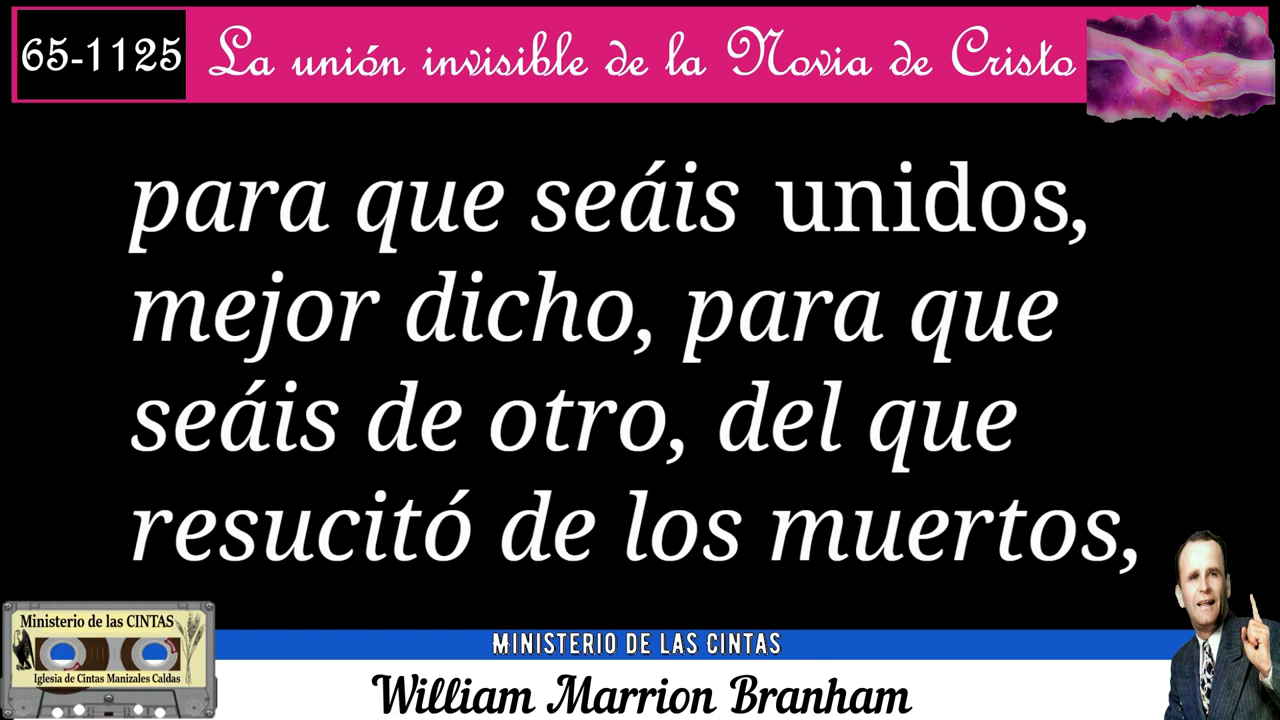 65-1125 La unión invisible de la Novia de Cristo
para que seáis unidos,
mejor dicho, para que
seáis de otro, del que
resucitó de los muertos,
Ministerio de las CINTAS
Iglesia de Cintas Manizales Caldas
MINISTERIO DE LAS CINTAS
William Marrion Branham